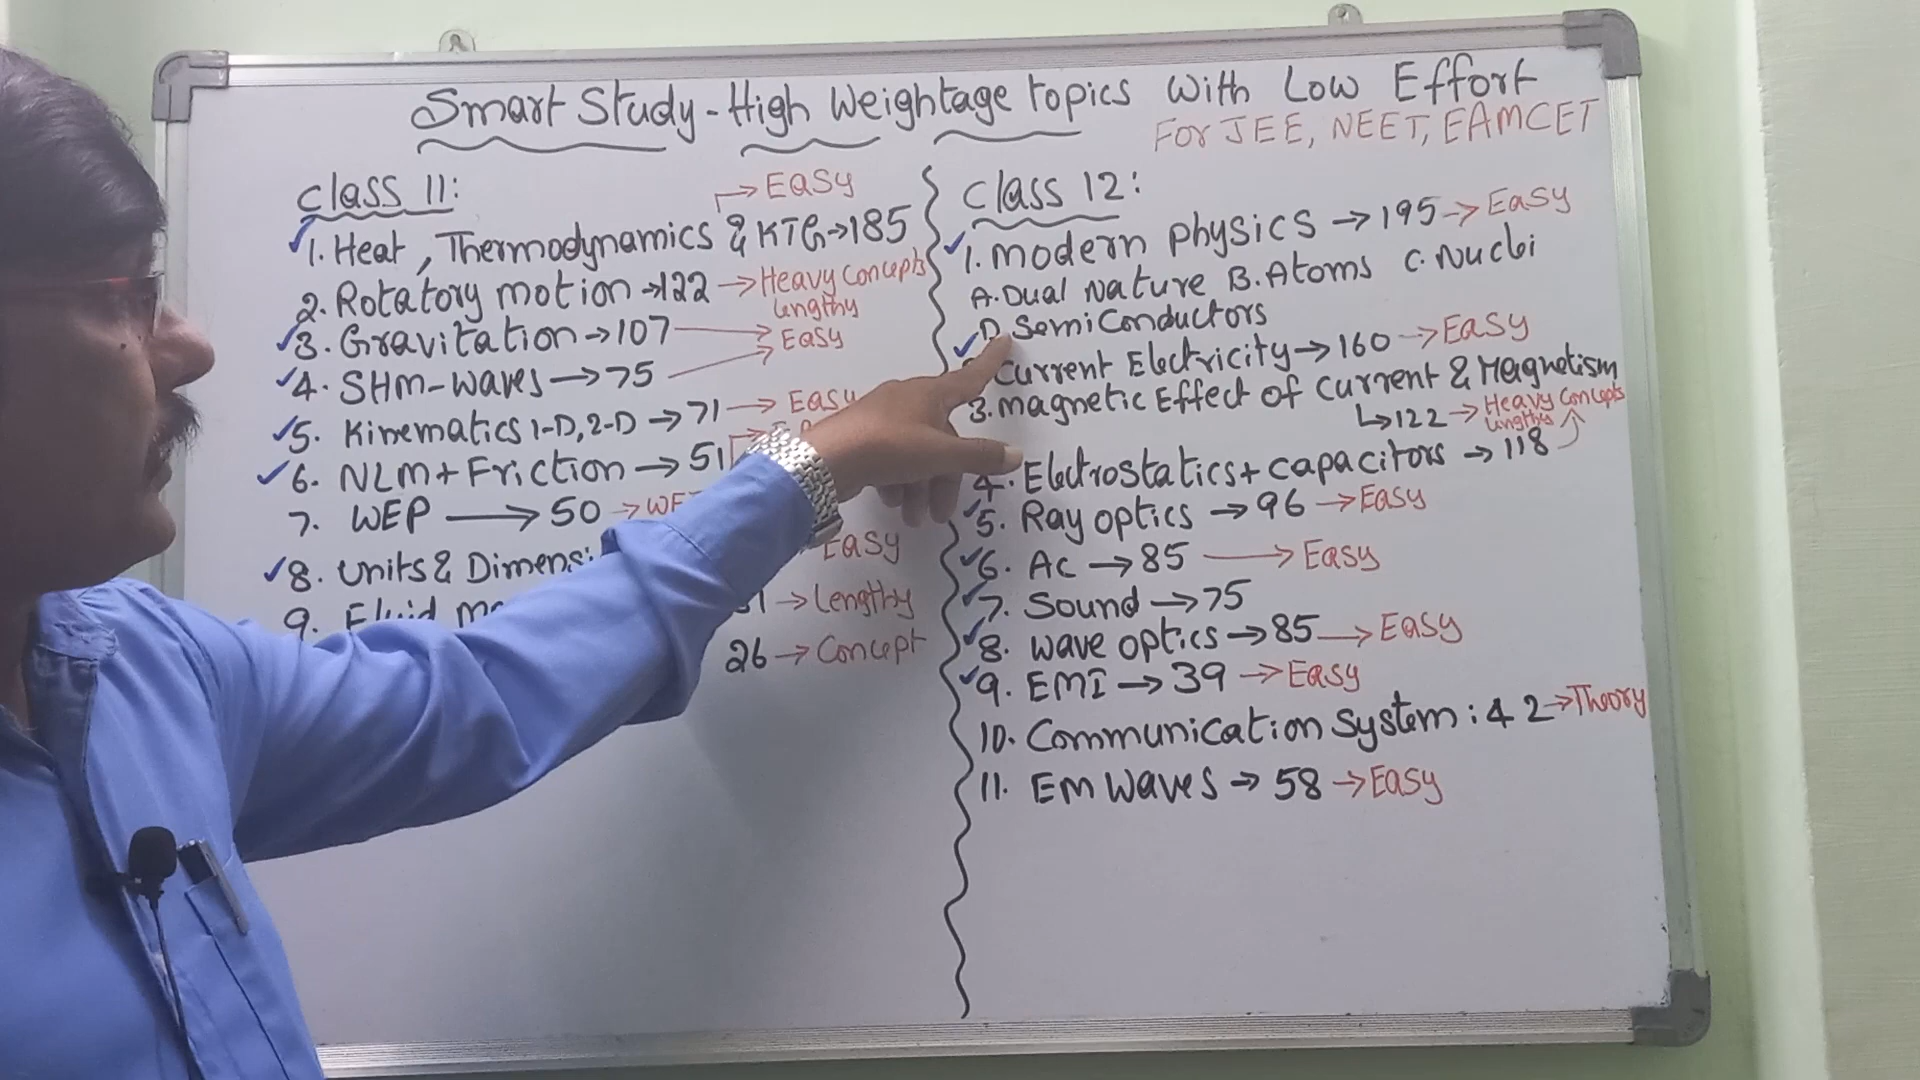 Smart Study - High Weightage topics With Low Effort
For JEE, NEET, EAMCET
Class 11:
→ Easy
1. Heat, Thermodynamics & KTG → 185
2. Rotatory motion → 122 → Heavy Concepts
lengthy
3. Gravitation → 107
Easy
4. SHM - Waves → 75
5. Kinematics 1-D, 2-D → 71 → Easy
6. NLM + Friction → 51
7. WEP → 50 →
8. Units &
Easy
9. Fluid
→ Lengthy
26 → Concept
Class 12:
1. Modern physics → 195 → Easy
A. Dual Nature B. Atoms C. Nucli
D. SemiConductors
Current Electricity → 160 → Easy
3. Magnetic Effect of Current & Magnetism
→ 122 → Heavy Concepts
Lengthy
4. Electrostatics + Capacitors → 118
5. Ray optics → 96 → Easy
6. Ac → 85 → Easy
7. Sound → 75
8. Wave optics → 85 → Easy
9. EMI → 39 → Easy
10. Communication System : 42 → Theory
11. EM Waves → 58 → Easy